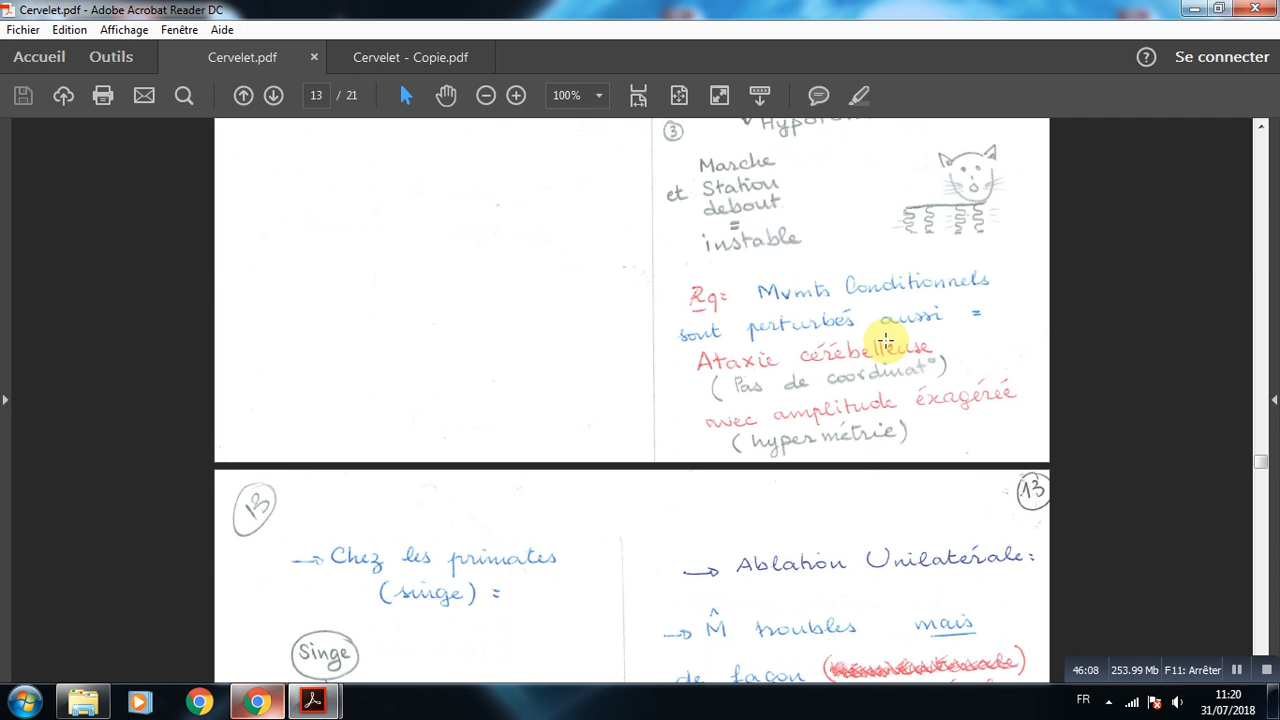 Cervelet.pdf - Adobe Acrobat Reader DC
Fichier Edition Affichage Fenêtre Aide
Accueil Outils Cervelet.pdf × Cervelet - Copie.pdf ? Se connecter
13 / 21 100%
③
Marche
et Station
debout
=
instable
Rq= Mvmts Conditionnels
sont perturbés aussi =
Ataxie cérébelleuse
( Pas de coordinat° )
avec amplitude éxagérée
( hypermétrie )
13
13
→ Chez les primates
(singe) =
Singe
→ Ablation Unilatérale:
→ M̂ troubles mais
de façon
46:08 253.99 Mb F11: Arrêter
FR 11:20
31/07/2018